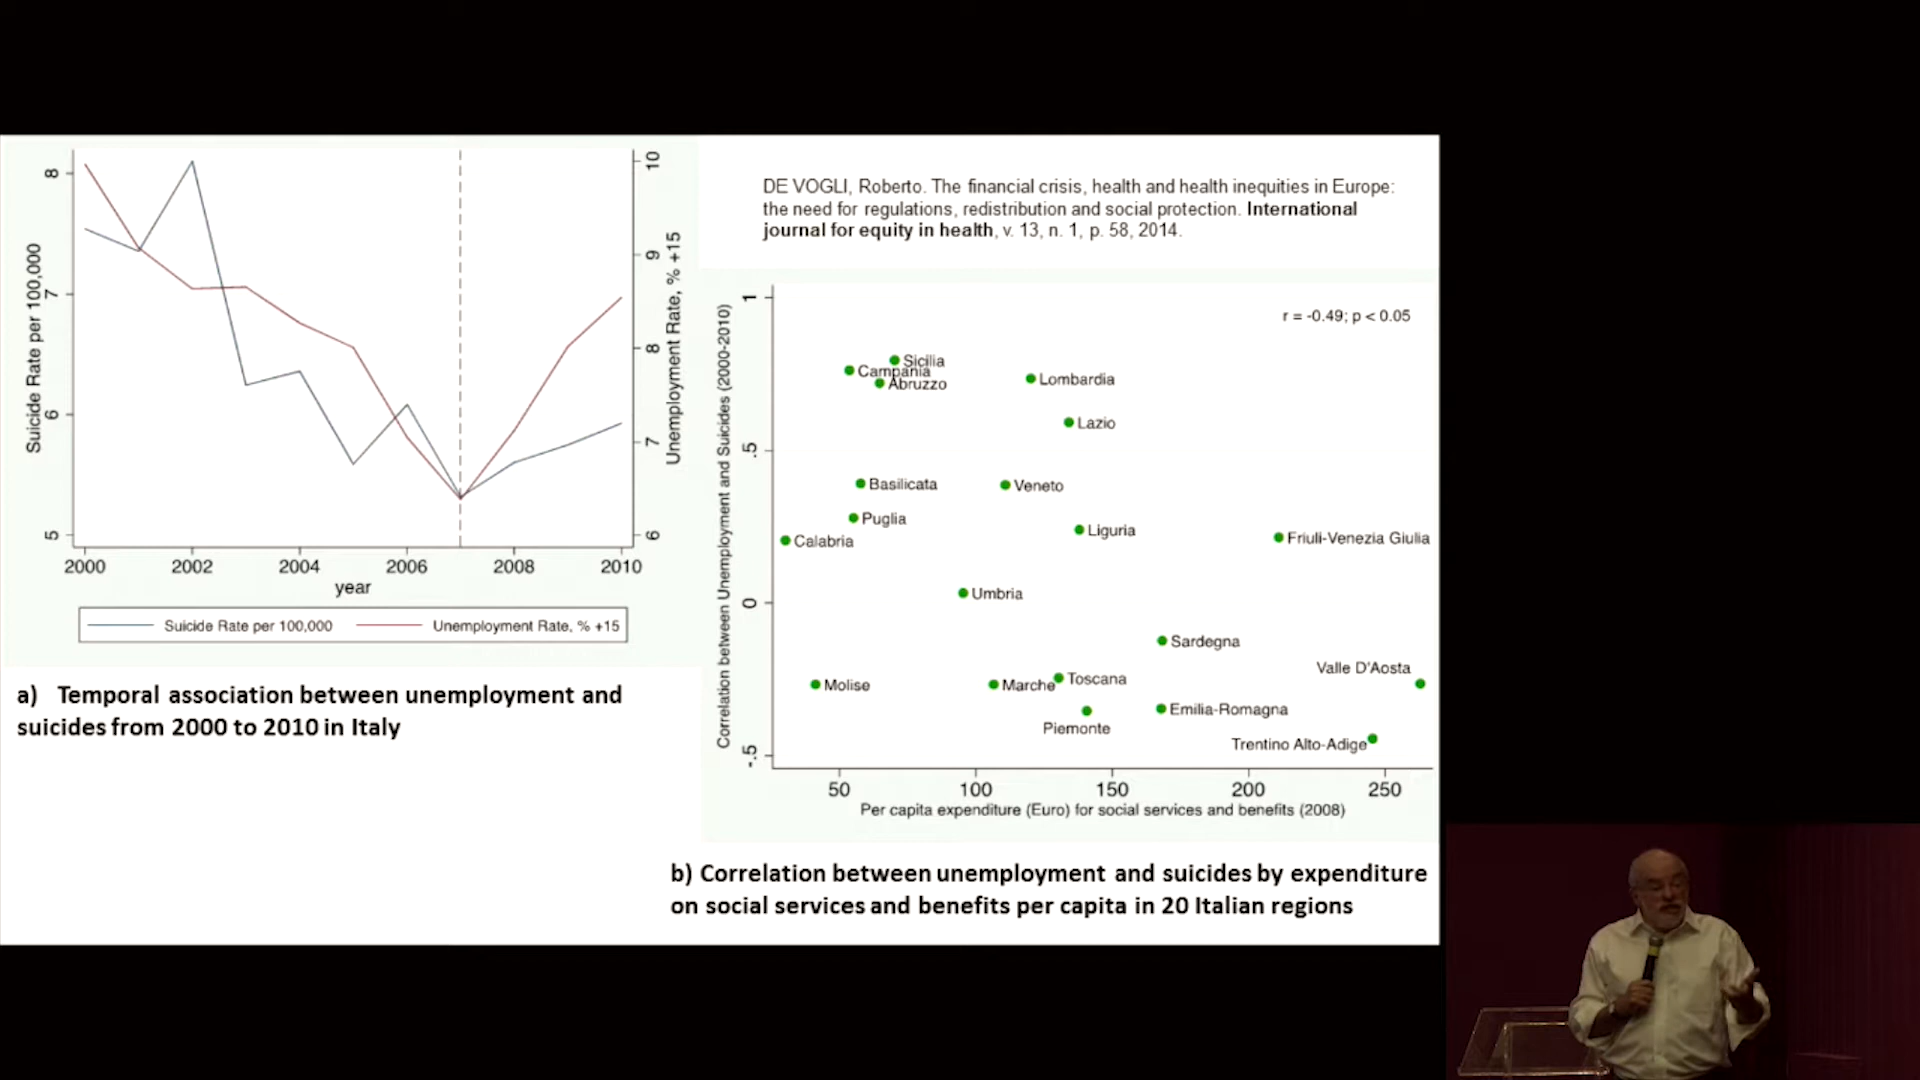 8
7
6
5
Suicide Rate per 100,000
10
9
8
7
6
Unemployment Rate, % +15
2000 2002 2004 2006 2008 2010
year
Suicide Rate per 100,000 Unemployment Rate, % +15
a) Temporal association between unemployment and
suicides from 2000 to 2010 in Italy
DE VOGLI, Roberto. The financial crisis, health and health inequities in Europe:
the need for regulations, redistribution and social protection. International
journal for equity in health, v. 13, n. 1, p. 58, 2014.
r = -0.49; p < 0.05
Correlation between Unemployment and Suicides (2000-2010)
1
.5
0
-.5
Sicilia
Campania
Abruzzo
Lombardia
Lazio
Basilicata
Veneto
Puglia
Liguria
Calabria
Friuli-Venezia Giulia
Umbria
Sardegna
Valle D'Aosta
Molise
Marche
Toscana
Emilia-Romagna
Piemonte
Trentino Alto-Adige
50 100 150 200 250
Per capita expenditure (Euro) for social services and benefits (2008)
b) Correlation between unemployment and suicides by expenditure
on social services and benefits per capita in 20 Italian regions